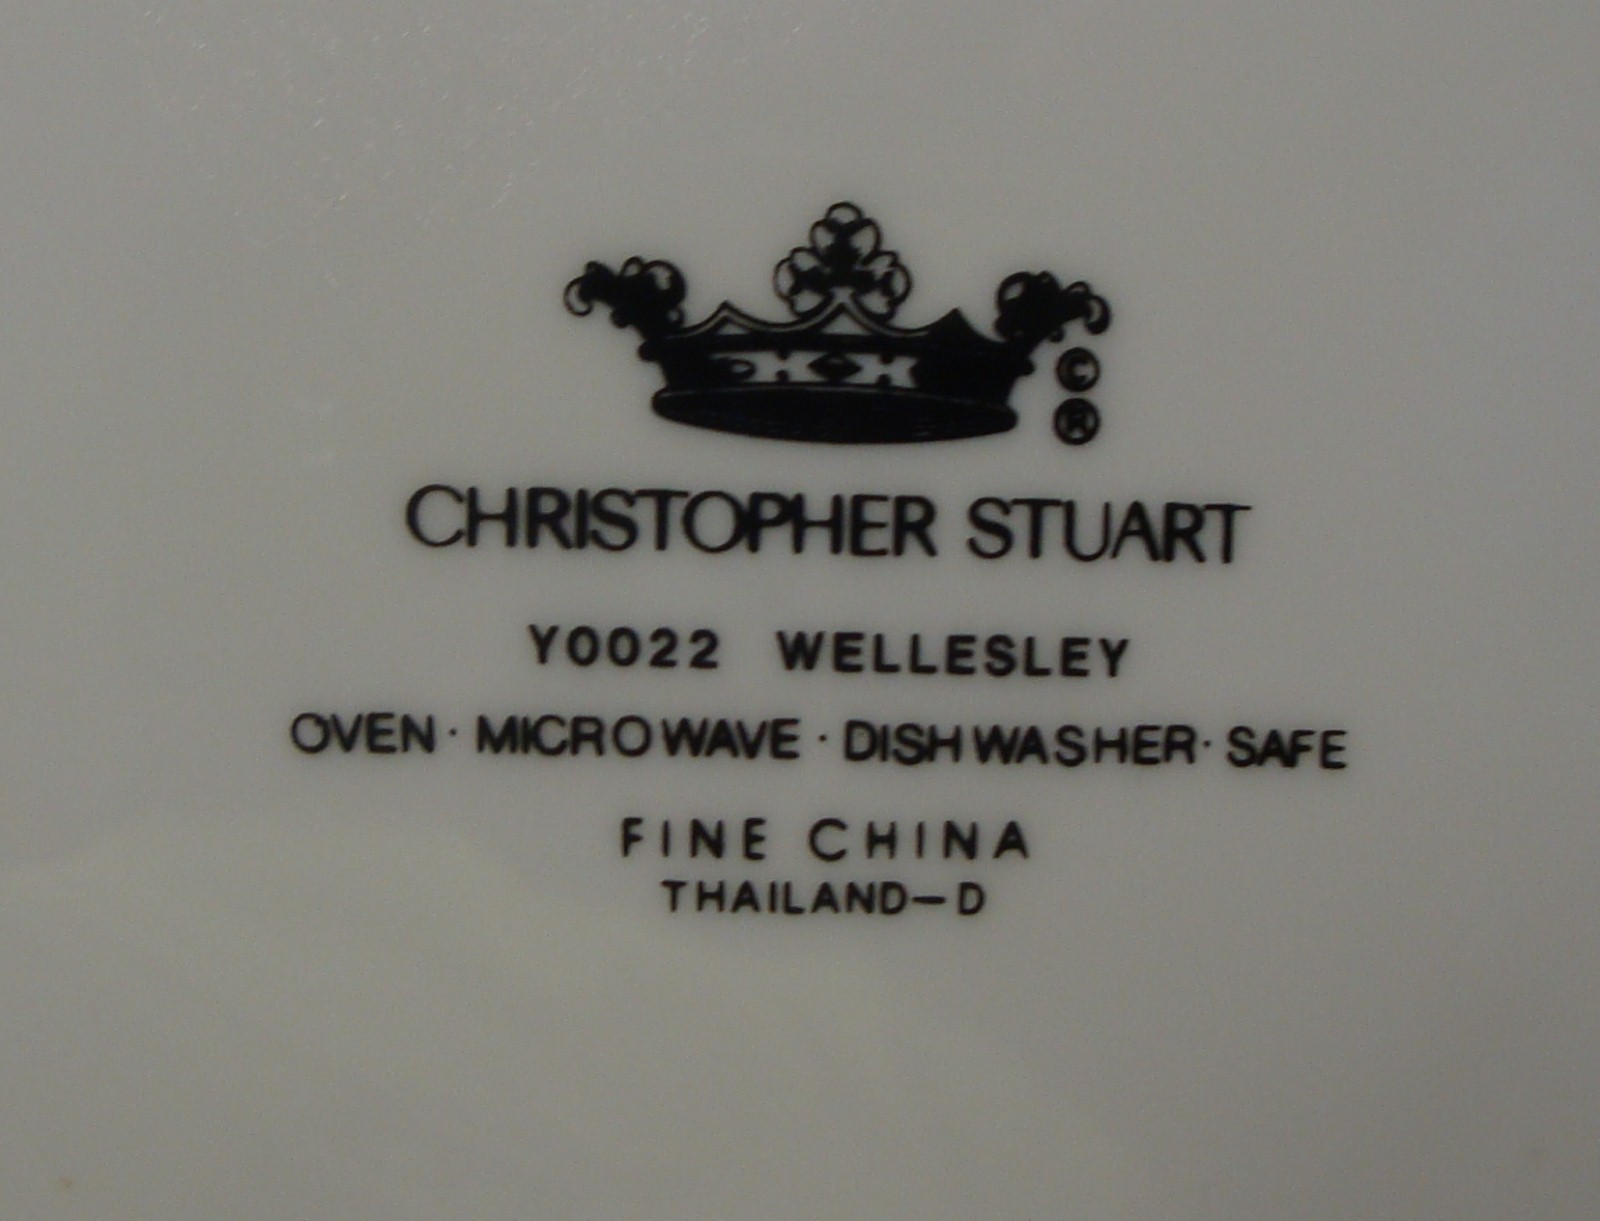 ©
®
CHRISTOPHER STUART
Y0022 WELLESLEY
OVEN · MICROWAVE · DISHWASHER · SAFE
FINE CHINA
THAILAND-D